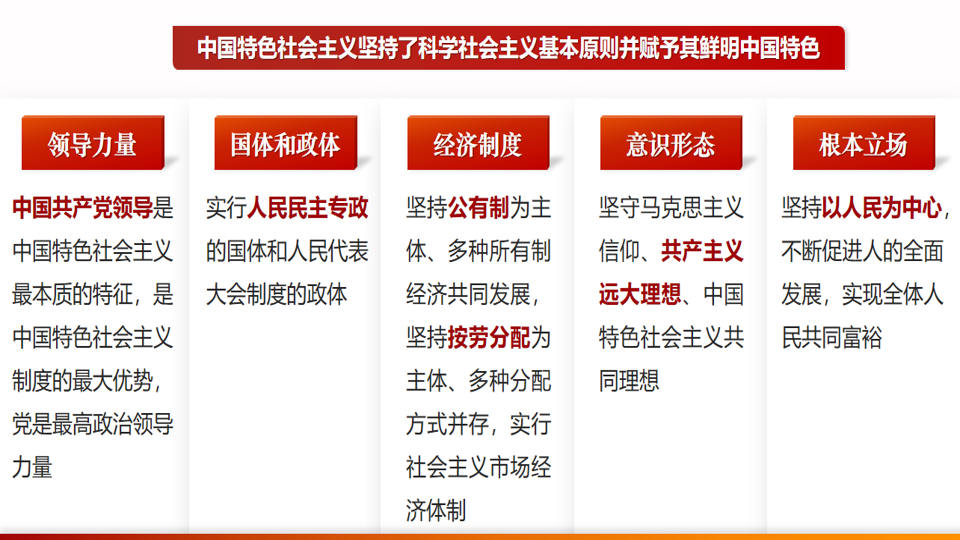 中国特色社会主义坚持了科学社会主义基本原则并赋予其鲜明中国特色
领导力量
中国共产党领导是
中国特色社会主义
最本质的特征，是
中国特色社会主义
制度的最大优势，
党是最高政治领导
力量
国体和政体
实行人民民主专政
的国体和人民代表
大会制度的政体
经济制度
坚持公有制为主
体、多种所有制
经济共同发展，
坚持按劳分配为
主体、多种分配
方式并存，实行
社会主义市场经
济体制
意识形态
坚守马克思主义
信仰、共产主义
远大理想、中国
特色社会主义共
同理想
根本立场
坚持以人民为中心，
不断促进人的全面
发展，实现全体人
民共同富裕